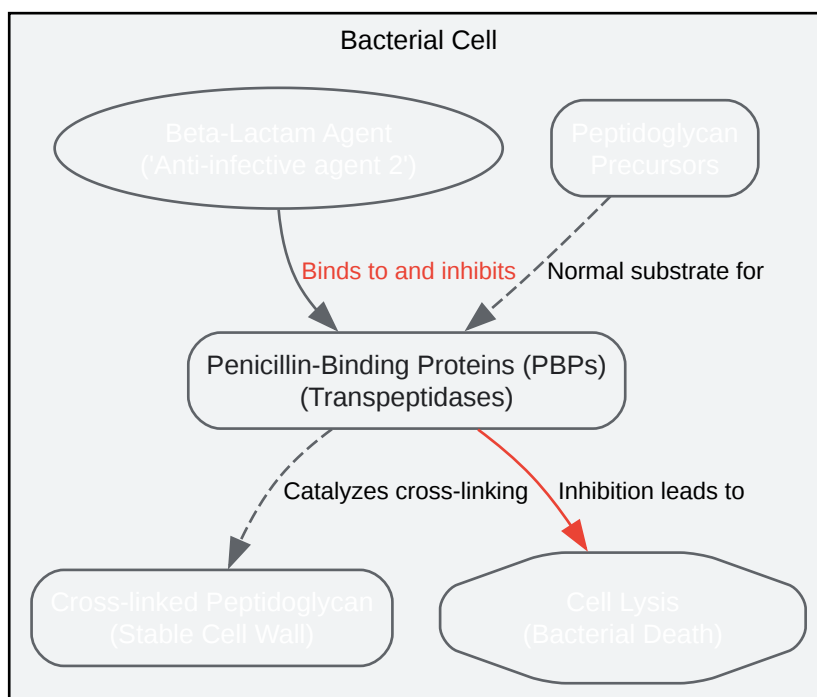 Bacterial Cell
Beta-Lactam Agent
('Anti-infective agent 2')
Peptidoglycan
Precursors
Binds to and inhibits
Normal substrate for
Penicillin-Binding Proteins (PBPs)
(Transpeptidases)
Catalyzes cross-linking
Inhibition leads to
Cross-linked Peptidoglycan
(Stable Cell Wall)
Cell Lysis
(Bacterial Death)